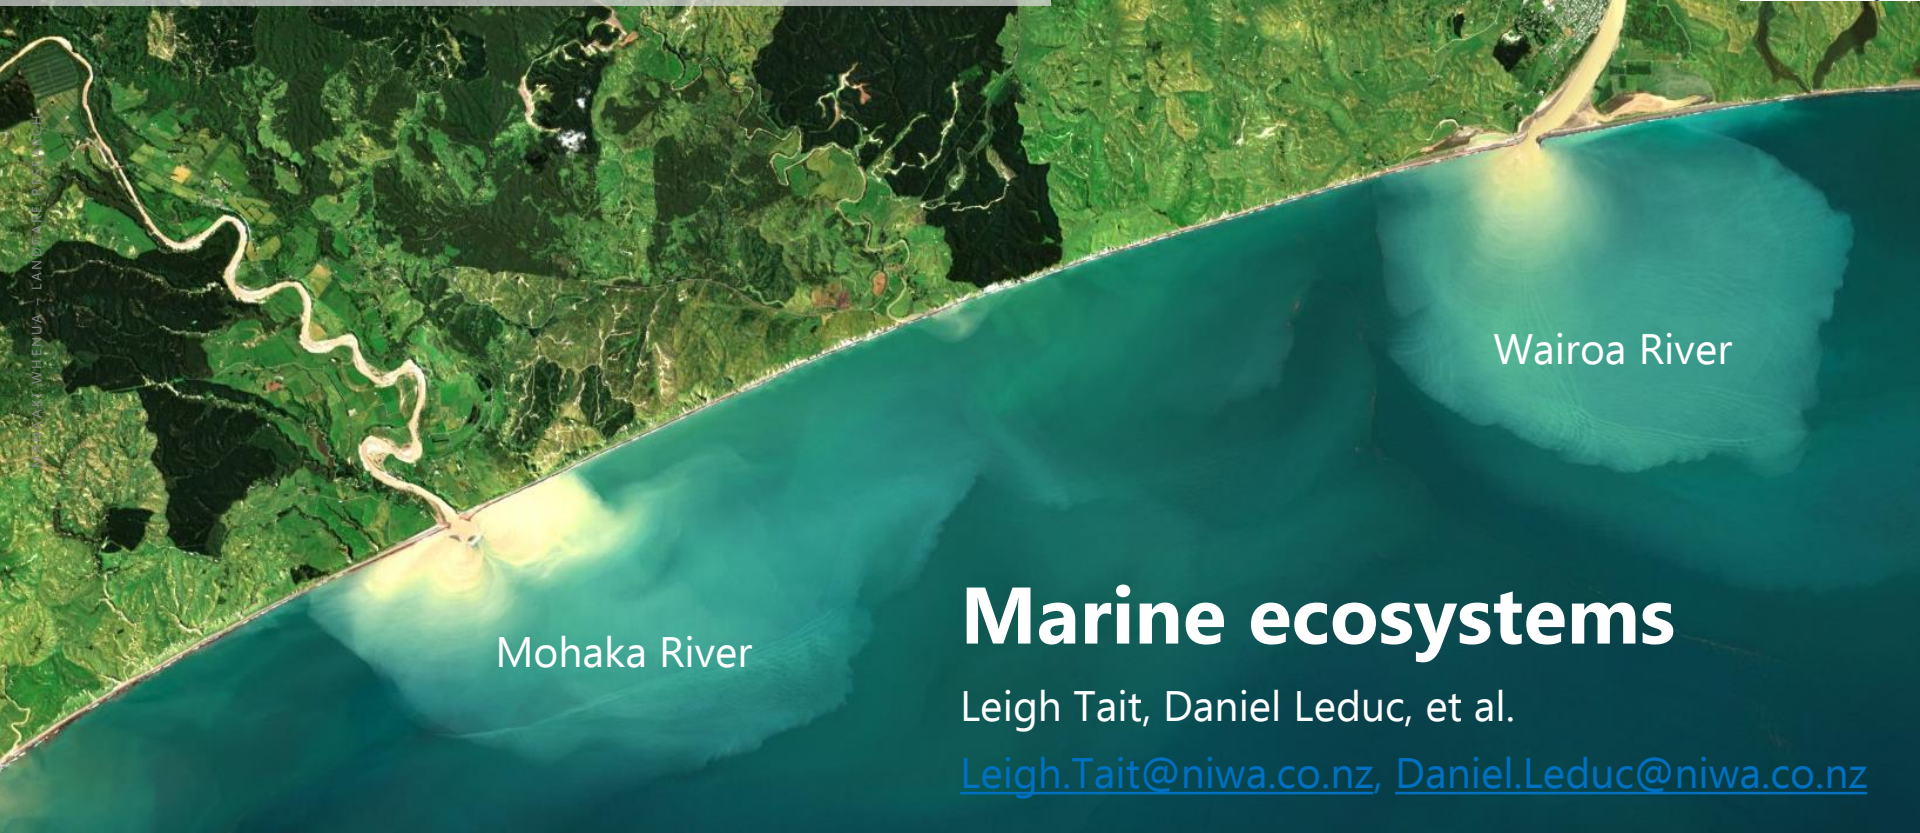 Wairoa River
Mohaka River
Marine ecosystems
Leigh Tait, Daniel Leduc, et al.
Leigh.Tait@niwa.co.nz, Daniel.Leduc@niwa.co.nz